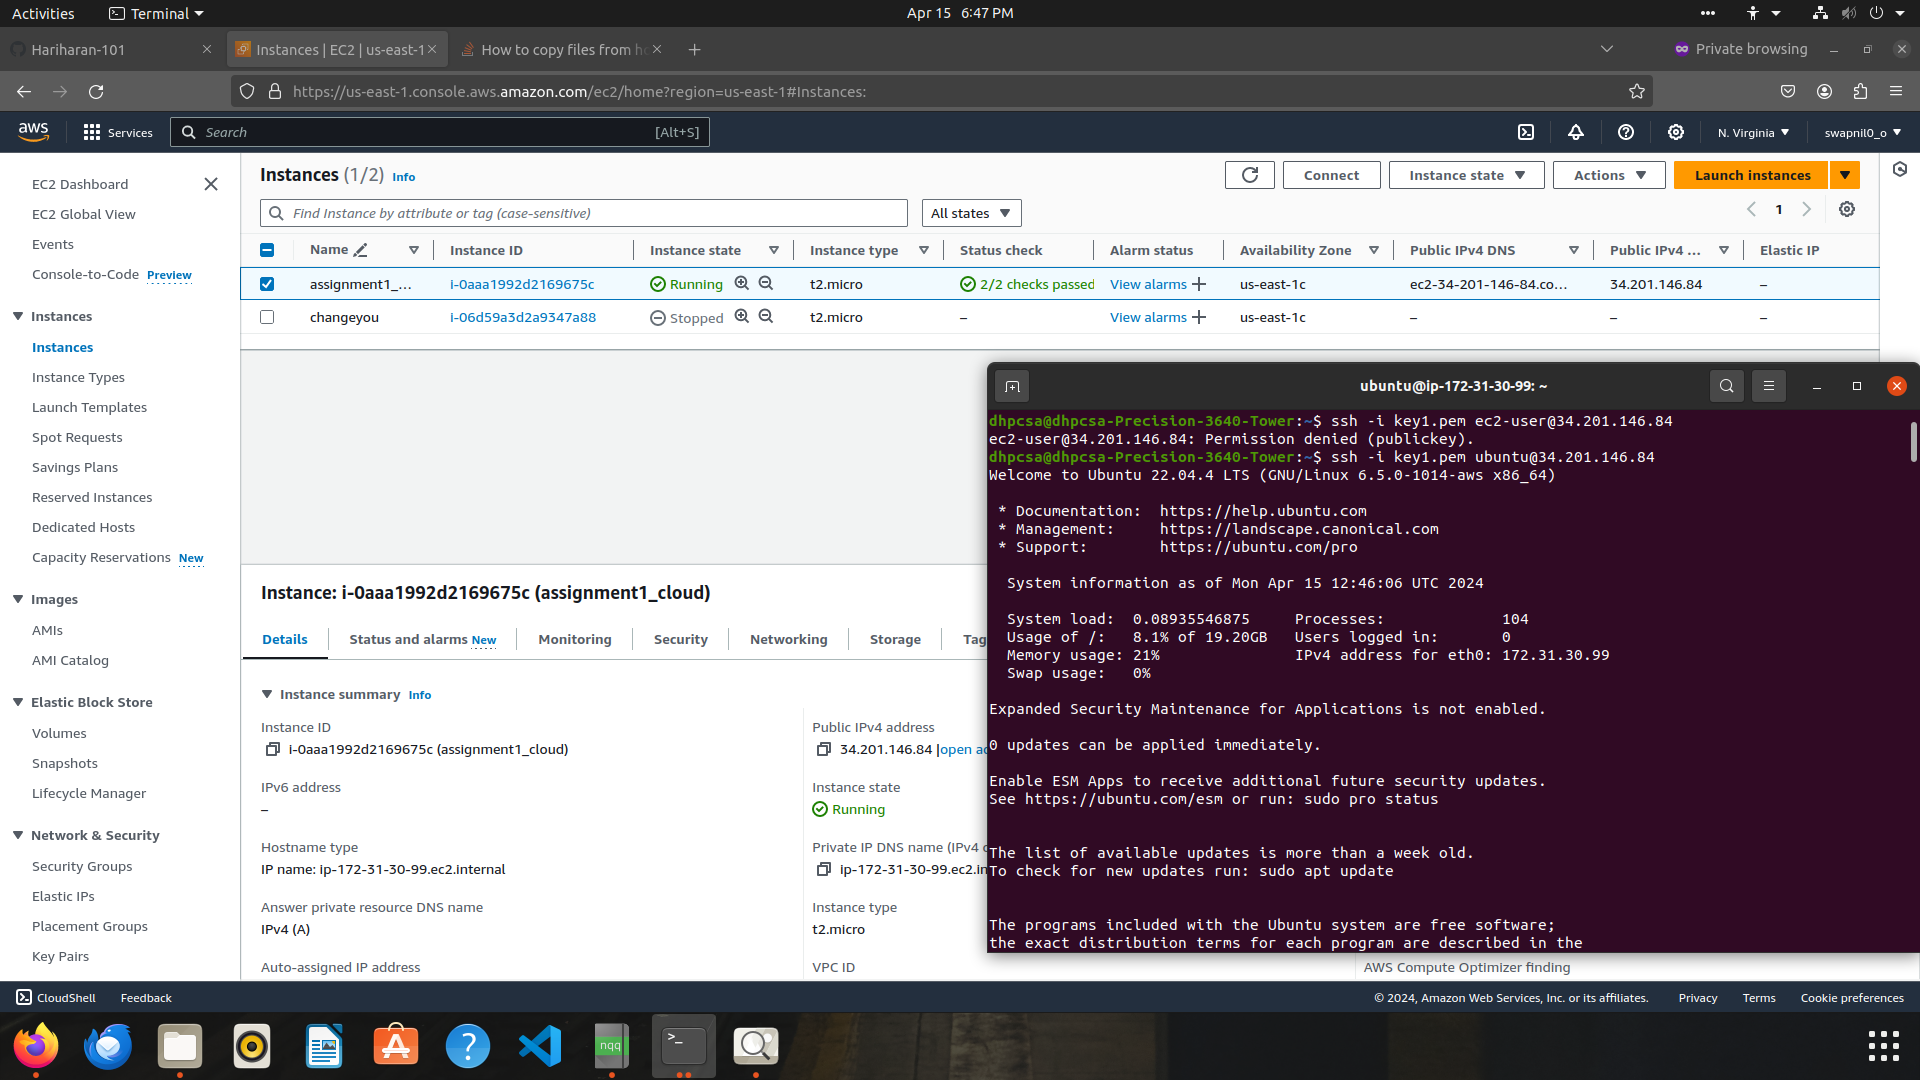 Activities
Terminal
Apr 15 6:47 PM
Hariharan-101
Instances | EC2 | us-east-1
How to copy files from ho
Private browsing
https://us-east-1.console.aws.amazon.com/ec2/home?region=us-east-1#Instances:
aws
Services
Search
[Alt+S]
N. Virginia
swapnil0_o
EC2 Dashboard
EC2 Global View
Events
Console-to-Code Preview
Instances
Instances
Instance Types
Launch Templates
Spot Requests
Savings Plans
Reserved Instances
Dedicated Hosts
Capacity Reservations New
Images
AMIs
AMI Catalog
Elastic Block Store
Volumes
Snapshots
Lifecycle Manager
Network & Security
Security Groups
Elastic IPs
Placement Groups
Key Pairs
Instances (1/2) Info
Connect
Instance state
Actions
Launch instances
Find Instance by attribute or tag (case-sensitive)
All states
1
Name Instance ID Instance state Instance type Status check Alarm status Availability Zone Public IPv4 DNS Public IPv4 ... Elastic IP
assignment1_... i-0aaa1992d2169675c Running t2.micro 2/2 checks passed View alarms + us-east-1c ec2-34-201-146-84.co... 34.201.146.84 –
changeyou i-06d59a3d2a9347a88 Stopped t2.micro – View alarms + us-east-1c – – –
Instance: i-0aaa1992d2169675c (assignment1_cloud)
Details Status and alarms New Monitoring Security Networking Storage Tag
Instance summary Info
Instance ID
i-0aaa1992d2169675c (assignment1_cloud)
IPv6 address
–
Hostname type
IP name: ip-172-31-30-99.ec2.internal
Answer private resource DNS name
IPv4 (A)
Auto-assigned IP address
Public IPv4 address
34.201.146.84 |open ad
Instance state
Running
Private IP DNS name (IPv4 o
ip-172-31-30-99.ec2.in
Instance type
t2.micro
VPC ID
AWS Compute Optimizer finding
ubuntu@ip-172-31-30-99: ~
dhpcsa@dhpcsa-Precision-3640-Tower:~$ ssh -i key1.pem ec2-user@34.201.146.84
ec2-user@34.201.146.84: Permission denied (publickey).
dhpcsa@dhpcsa-Precision-3640-Tower:~$ ssh -i key1.pem ubuntu@34.201.146.84
Welcome to Ubuntu 22.04.4 LTS (GNU/Linux 6.5.0-1014-aws x86_64)
* Documentation: https://help.ubuntu.com
* Management: https://landscape.canonical.com
* Support: https://ubuntu.com/pro
System information as of Mon Apr 15 12:46:06 UTC 2024
System load: 0.08935546875 Processes: 104
Usage of /: 8.1% of 19.20GB Users logged in: 0
Memory usage: 21% IPv4 address for eth0: 172.31.30.99
Swap usage: 0%
Expanded Security Maintenance for Applications is not enabled.
0 updates can be applied immediately.
Enable ESM Apps to receive additional future security updates.
See https://ubuntu.com/esm or run: sudo pro status
The list of available updates is more than a week old.
To check for new updates run: sudo apt update
The programs included with the Ubuntu system are free software;
the exact distribution terms for each program are described in the
CloudShell
Feedback
© 2024, Amazon Web Services, Inc. or its affiliates.
Privacy
Terms
Cookie preferences
nqq